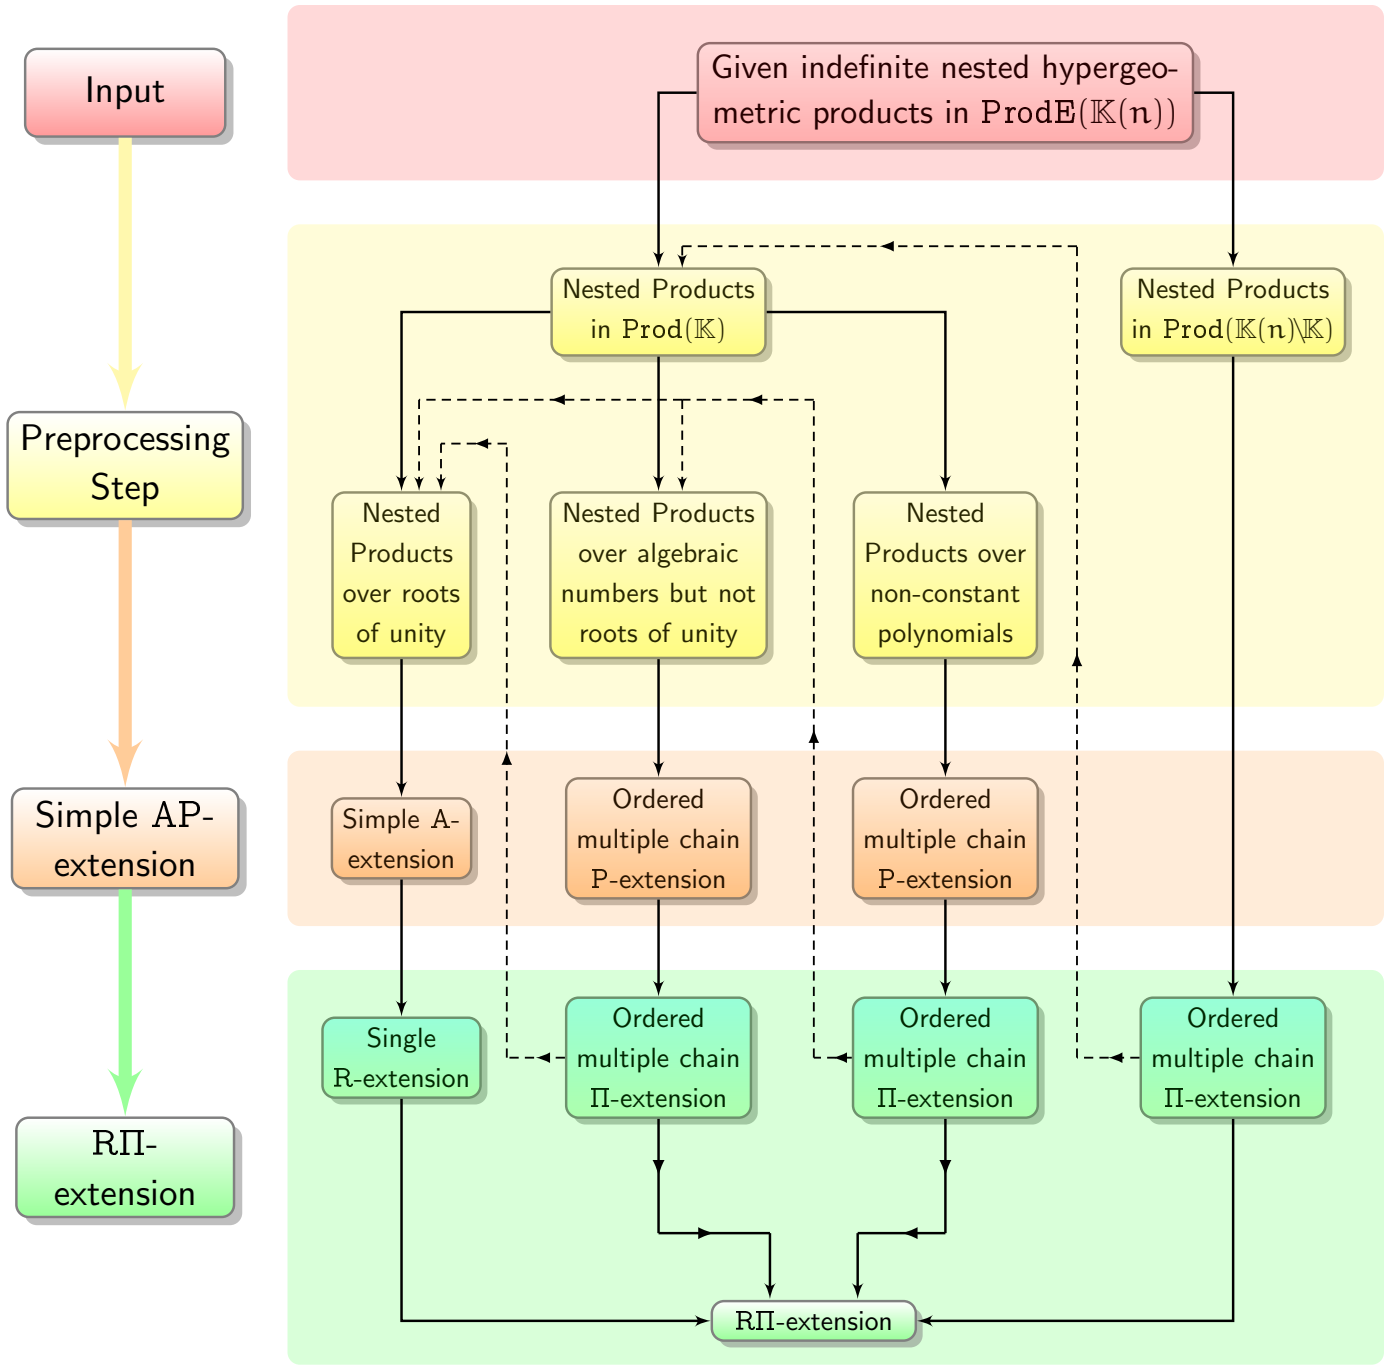 Input
Given indefinite nested hypergeo-
metric products in ProdE(𝕂(n))
Nested Products
in Prod(𝕂)
Nested Products
in Prod(𝕂(n)\𝕂)
Preprocessing
Step
Nested
Products
over roots
of unity
Nested Products
over algebraic
numbers but not
roots of unity
Nested
Products over
non-constant
polynomials
Simple AP-
extension
Simple A-
extension
Ordered
multiple chain
P-extension
Ordered
multiple chain
P-extension
Single
R-extension
Ordered
multiple chain
Π-extension
Ordered
multiple chain
Π-extension
Ordered
multiple chain
Π-extension
RΠ-
extension
RΠ-extension